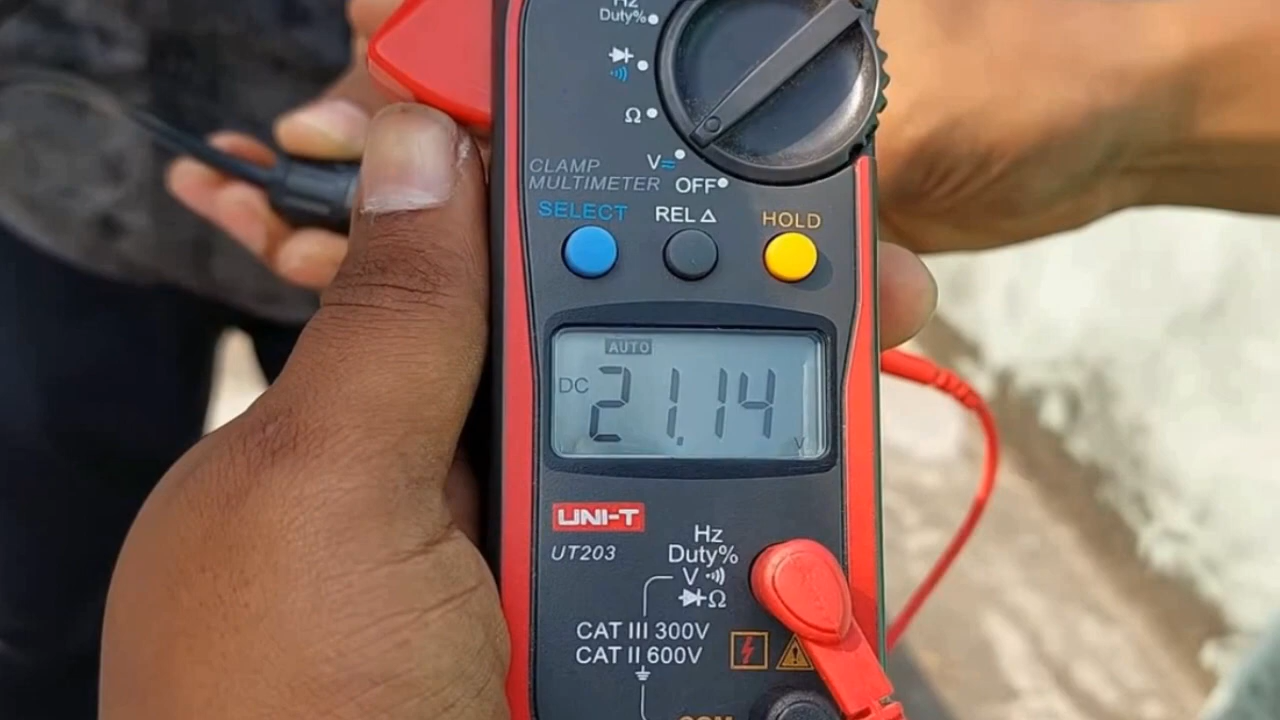 Hz
Duty%
Ω
V
OFF
CLAMP
MULTIMETER
SELECT
REL △
HOLD
AUTO
DC 21.14 V
UNI-T
UT203
Hz
Duty%
V
Ω
CAT III 300V
CAT II 600V
COM